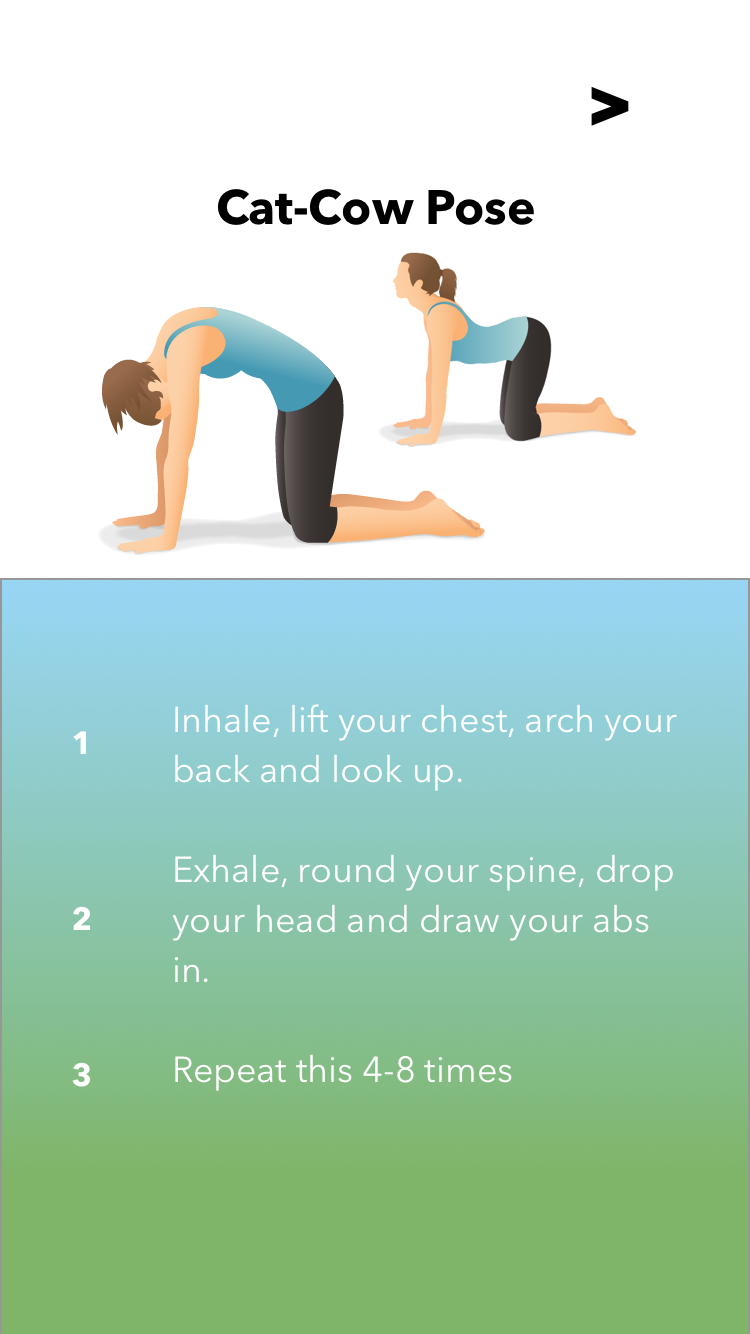 >
Cat-Cow Pose
1
Inhale, lift your chest, arch your
back and look up.
2
Exhale, round your spine, drop
your head and draw your abs
in.
3
Repeat this 4-8 times